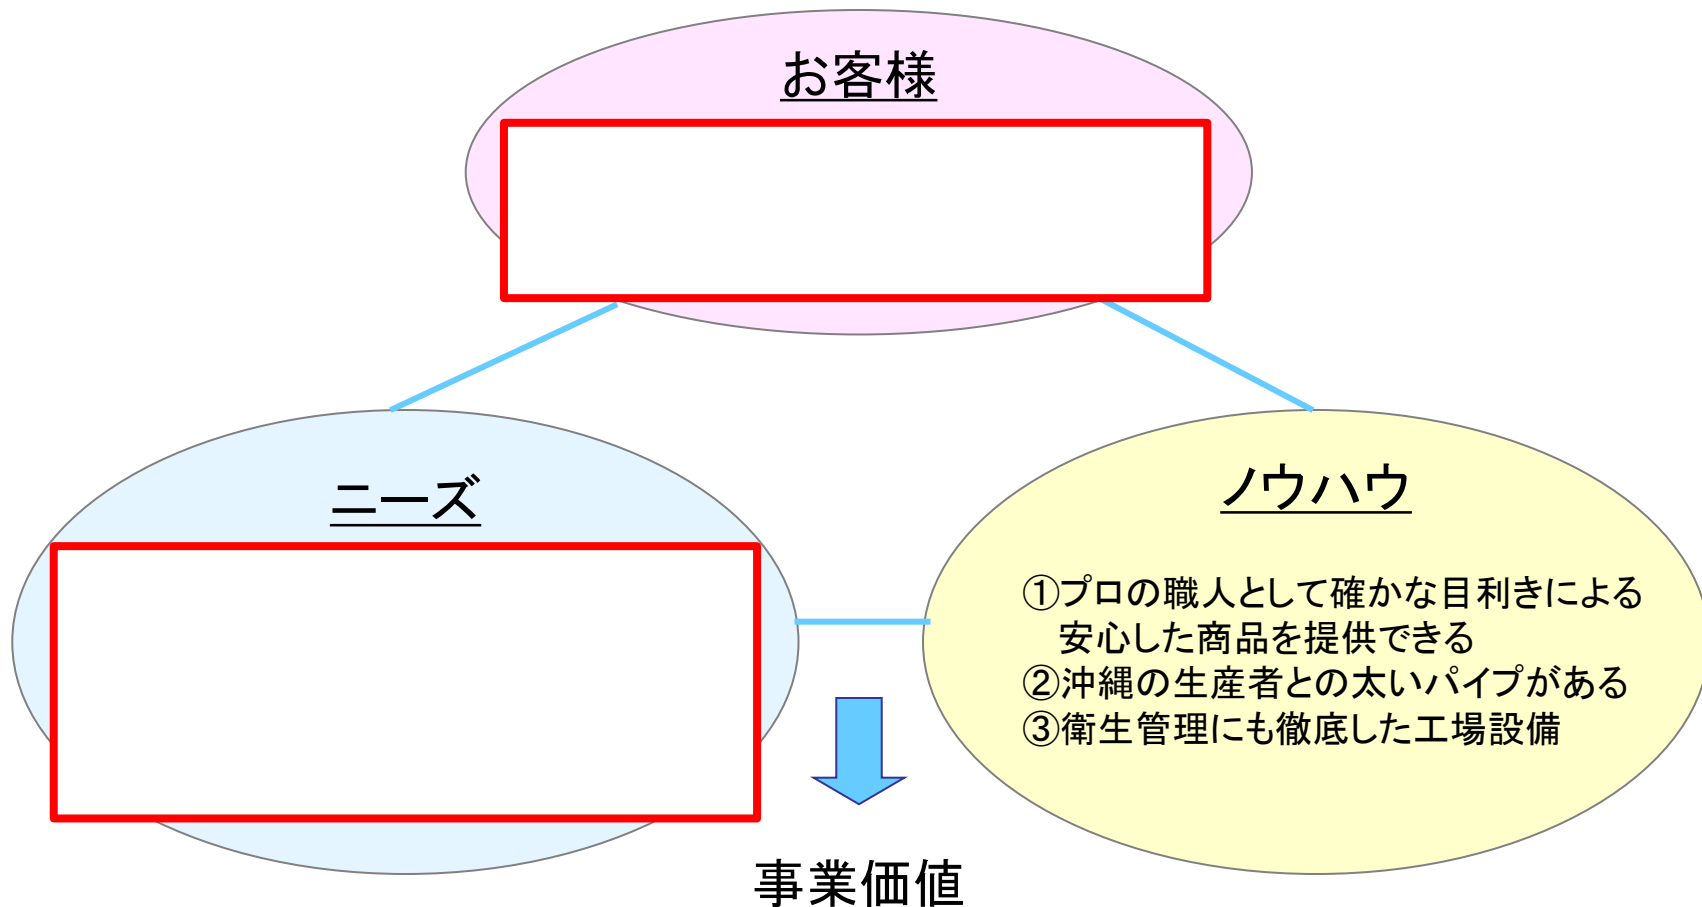 お客様
ニーズ
ノウハウ
①プロの職人として確かな目利きによる
安心した商品を提供できる
②沖縄の生産者との太いパイプがある
③衛生管理にも徹底した工場設備
事業価値